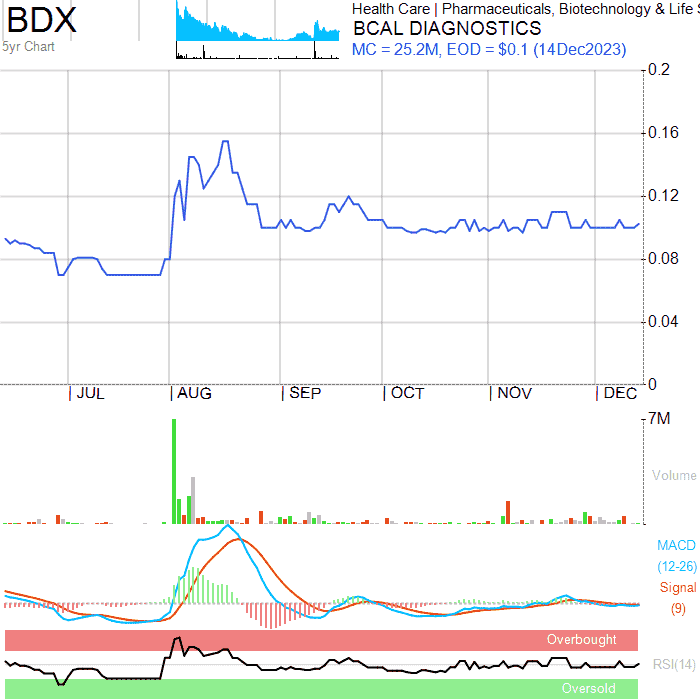 BDX
5yr Chart
Health Care | Pharmaceuticals, Biotechnology & Life S
BCAL DIAGNOSTICS
MC = 25.2M, EOD = $0.1 (14Dec2023)
0.2
0.16
0.12
0.08
0.04
0
JUL AUG SEP OCT NOV DEC
7M
Volume
MACD
(12-26)
Signal
(9)
Overbought
RSI(14)
Oversold